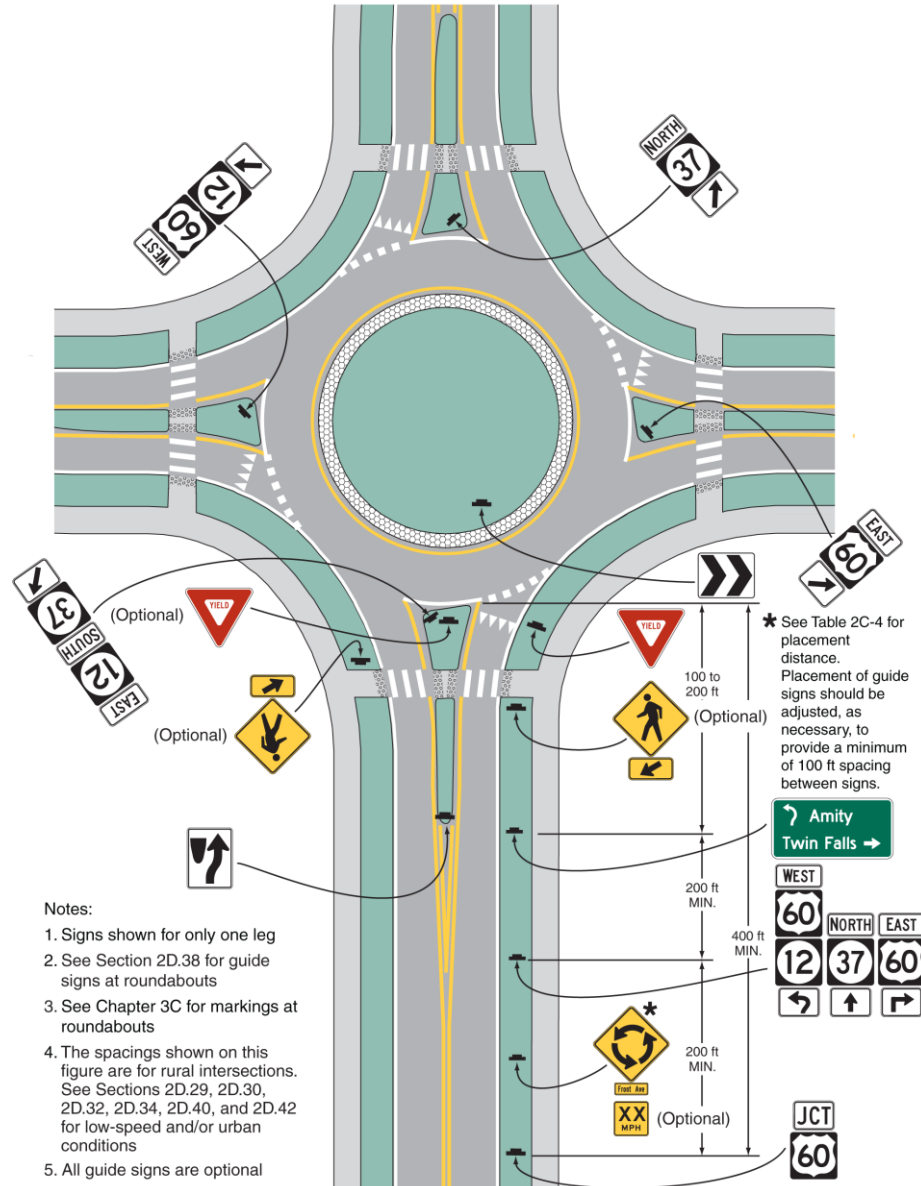 NORTH
37
12
60
WEST
EAST
60
37
SOUTH
12
EAST
(Optional)
YIELD
YIELD
(Optional)
(Optional)
100 to
200 ft
* See Table 2C-4 for
placement
distance.
Placement of guide
signs should be
adjusted, as
necessary, to
provide a minimum
of 100 ft spacing
between signs.
Amity
Twin Falls
200 ft
MIN.
400 ft
MIN.
WEST
60
12
NORTH
37
EAST
60
*
Front Ave
XX
MPH
(Optional)
200 ft
MIN.
JCT
60
Notes:
1. Signs shown for only one leg
2. See Section 2D.38 for guide
signs at roundabouts
3. See Chapter 3C for markings at
roundabouts
4. The spacings shown on this
figure are for rural intersections.
See Sections 2D.29, 2D.30,
2D.32, 2D.34, 2D.40, and 2D.42
for low-speed and/or urban
conditions
5. All guide signs are optional